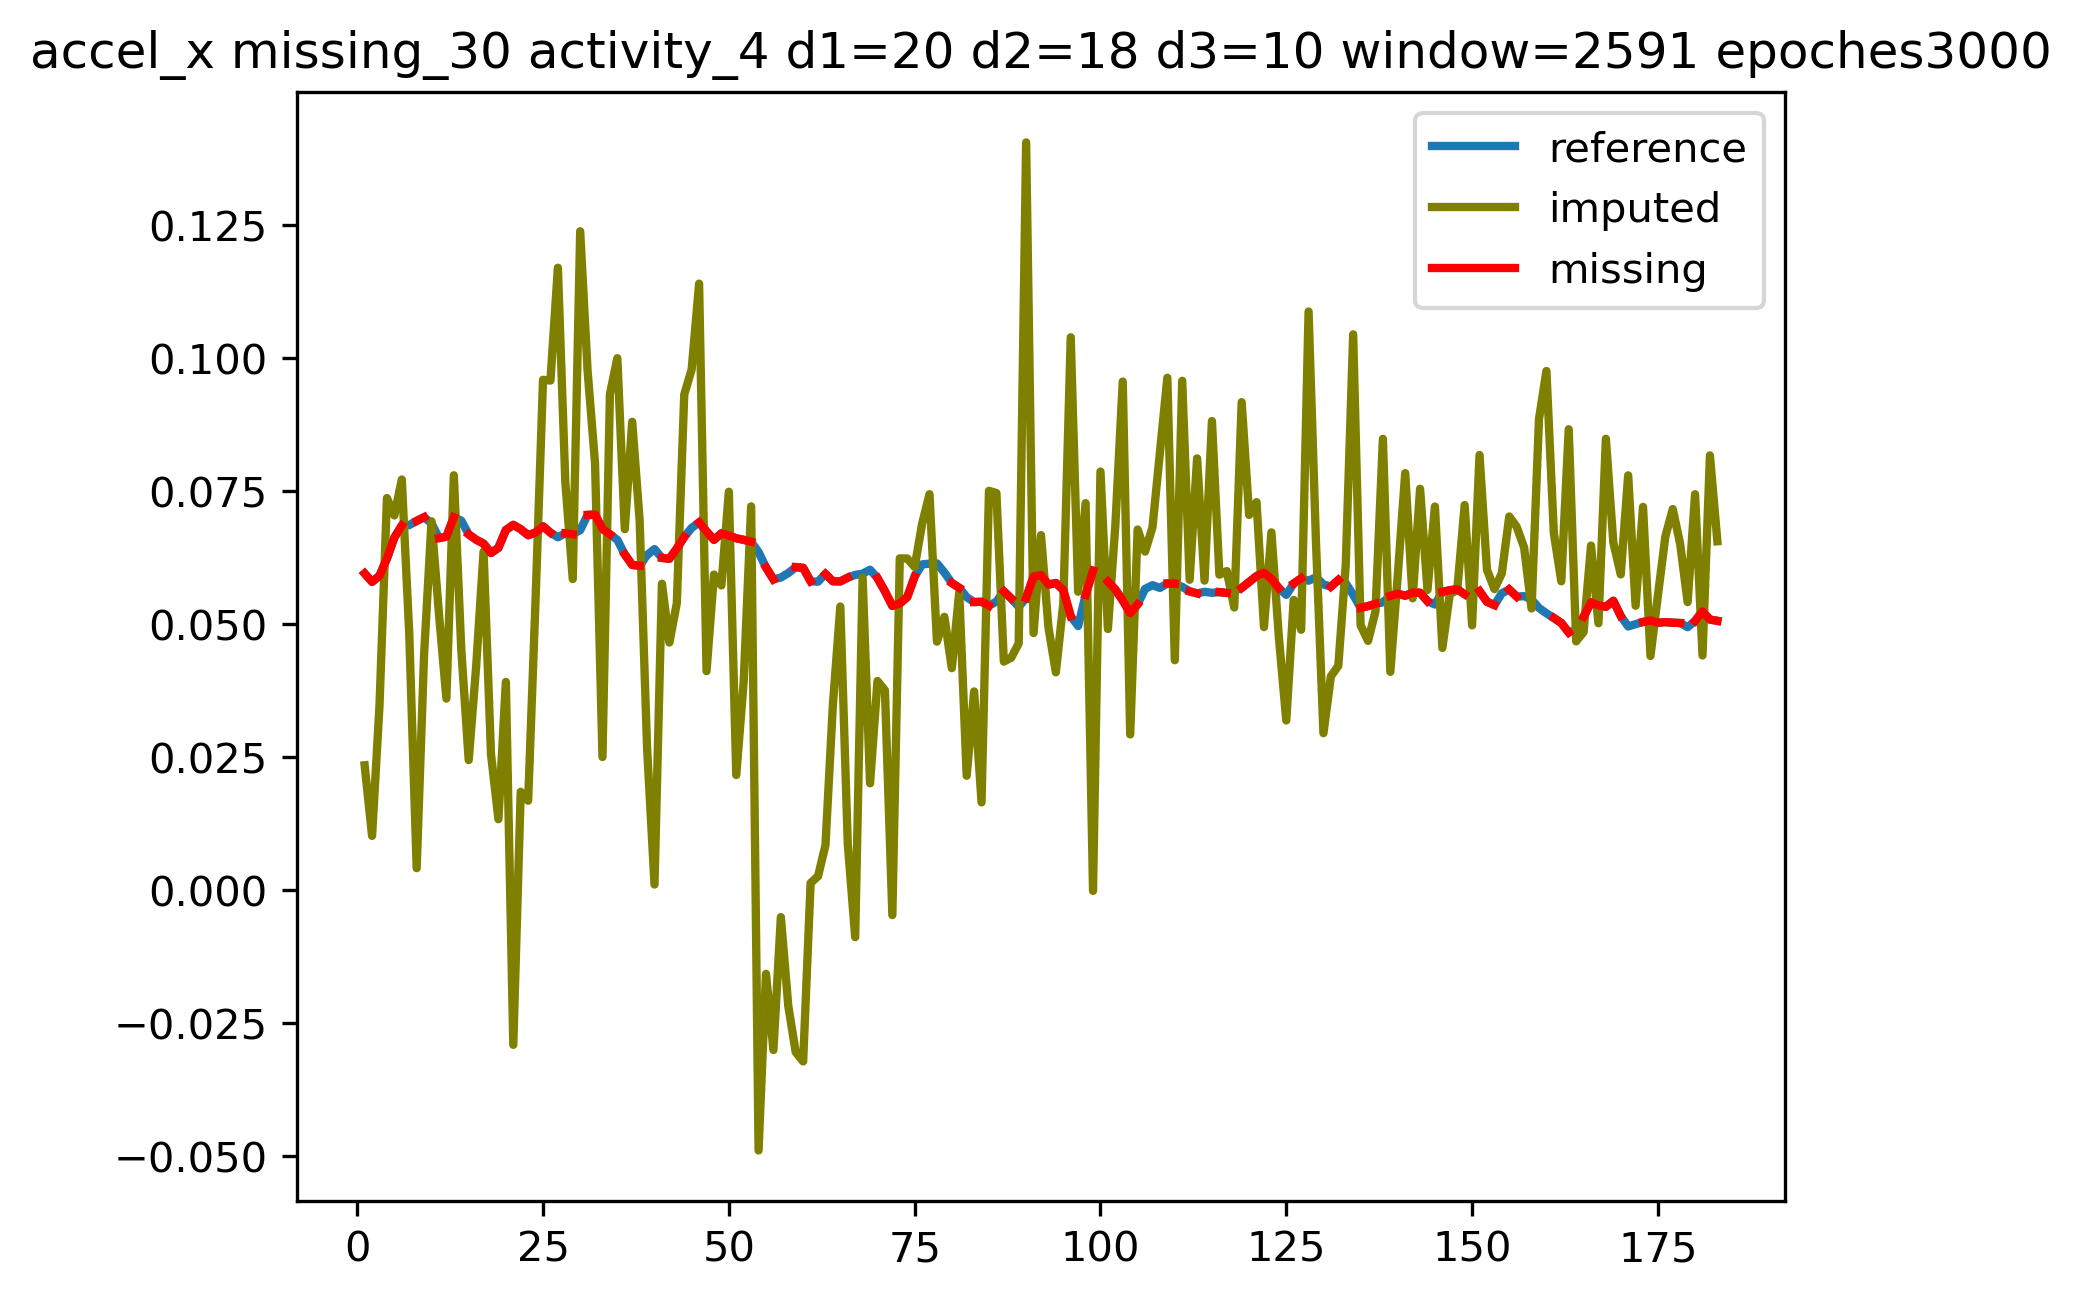 accel_x missing_30 activity_4 d1=20 d2=18 d3=10 window=2591 epoches3000
reference
imputed
missing
0.125
0.100
0.075
0.050
0.025
0.000
−0.025
−0.050
0 25 50 75 100 125 150 175